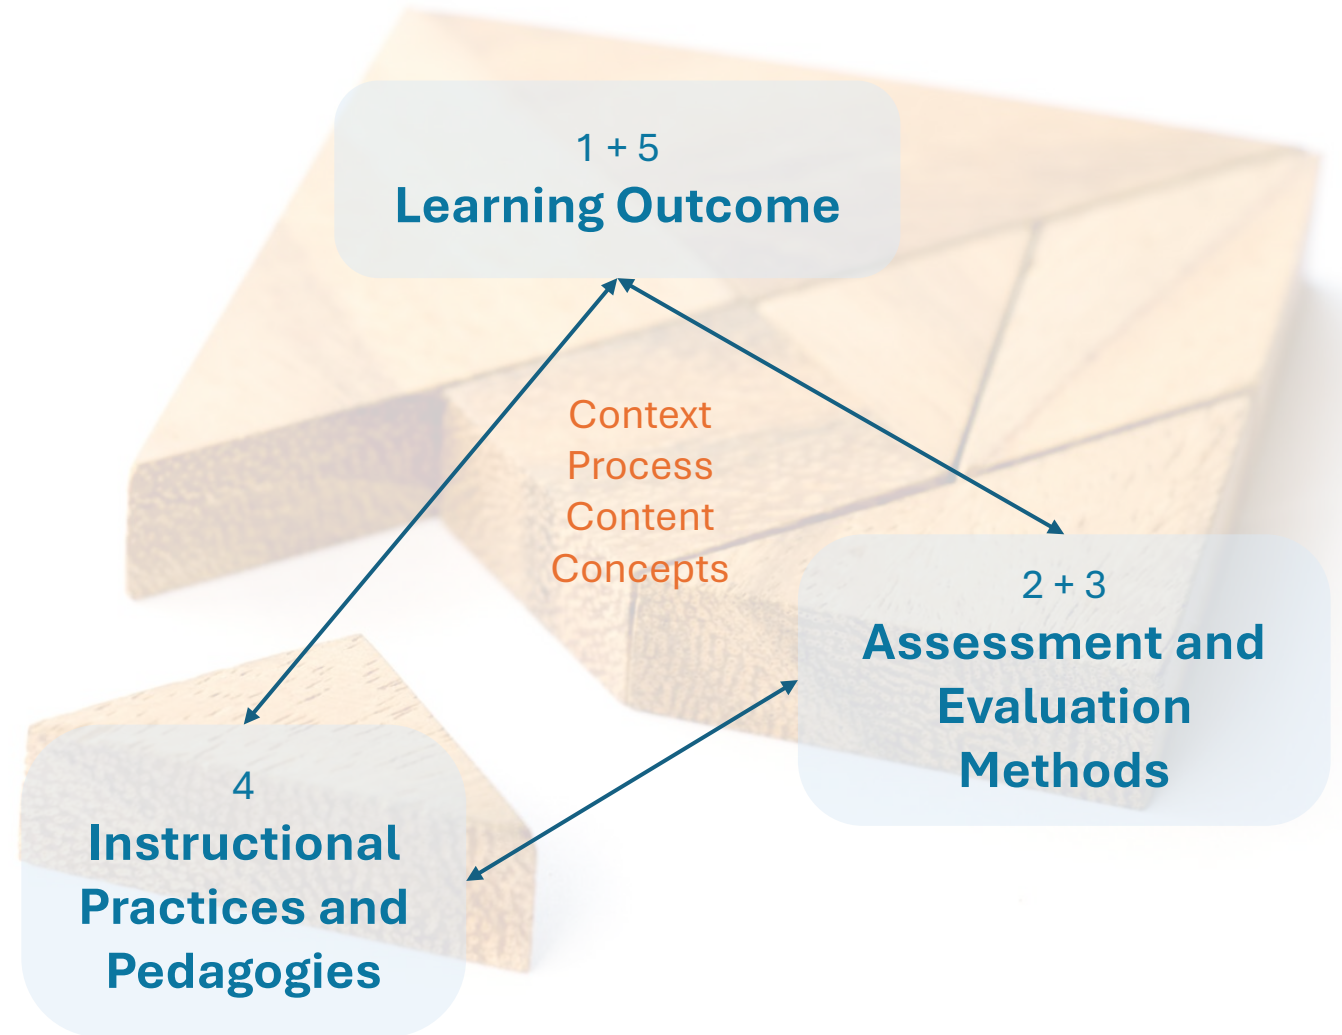 1 + 5
Learning Outcome
Context
Process
Content
Concepts
2 + 3
Assessment and
Evaluation
Methods
4
Instructional
Practices and
Pedagogies